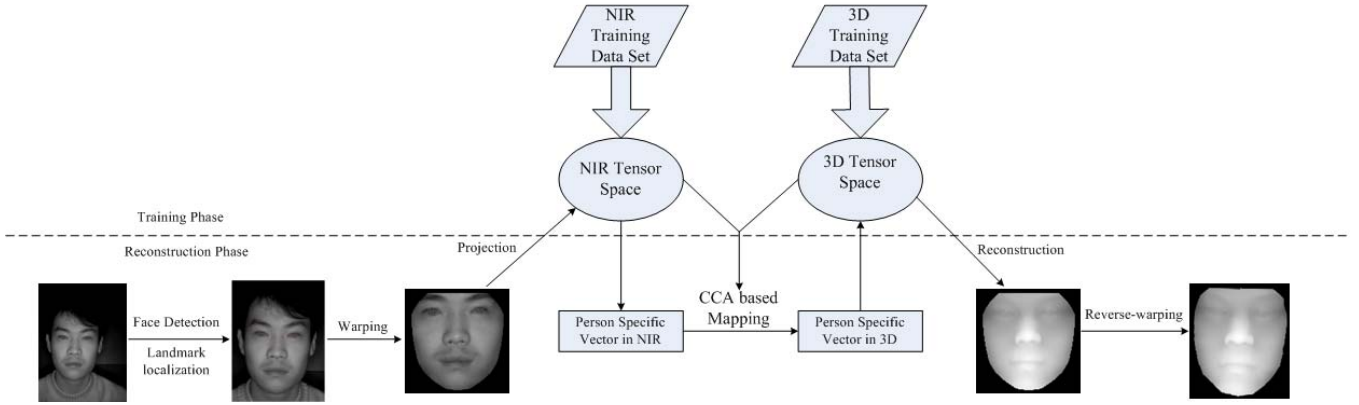 NIR
Training
Data Set
3D
Training
Data Set
NIR Tensor
Space
3D Tensor
Space
Training Phase
Reconstruction Phase
Projection
Reconstruction
Face Detection
Landmark
localization
Warping
Person Specific
Vector in NIR
CCA based
Mapping
Person Specific
Vector in 3D
Reverse-warping